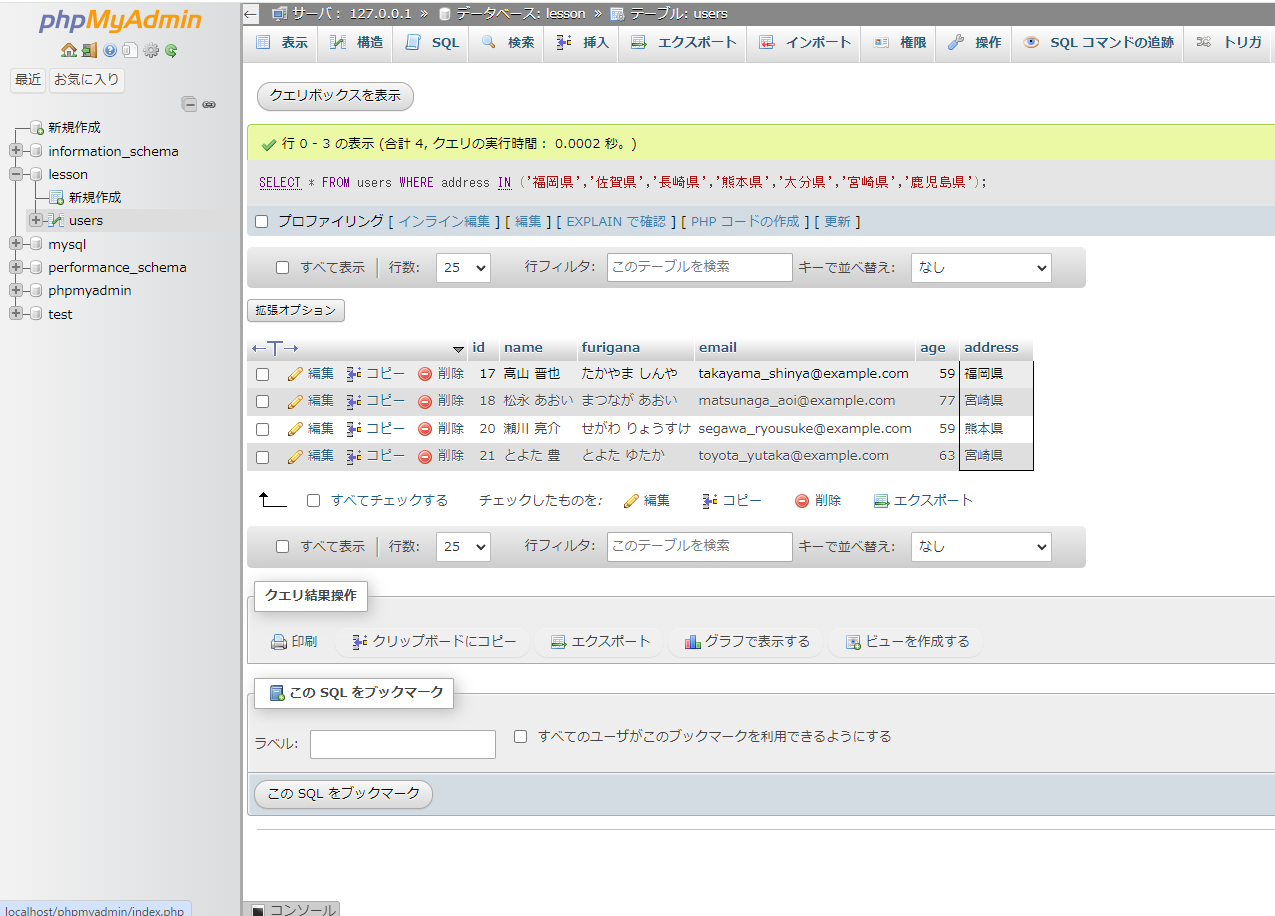 phpMyAdmin
最近 お気に入り
新規作成
information_schema
lesson
新規作成
users
mysql
performance_schema
phpmyadmin
test
localhost/phpmyadmin/index.php
サーバ: 127.0.0.1 » データベース: lesson » テーブル: users
表示 構造 SQL 検索 挿入 エクスポート インポート 権限 操作 SQL コマンドの追跡 トリガ
クエリボックスを表示
行 0 - 3 の表示 (合計 4, クエリの実行時間: 0.0002 秒。)
SELECT * FROM users WHERE address IN ('福岡県','佐賀県','長崎県','熊本県','大分県','宮崎県','鹿児島県');
プロファイリング [ インライン編集 ] [ 編集 ] [ EXPLAIN で確認 ] [ PHP コードの作成 ] [ 更新 ]
すべて表示 行数: 25 行フィルタ: このテーブルを検索 キーで並べ替え: なし
拡張オプション
←T→ id name furigana email age address
編集 コピー 削除 17 高山 晋也 たかやま しんや takayama_shinya@example.com 59 福岡県
編集 コピー 削除 18 松永 あおい まつなが あおい matsunaga_aoi@example.com 77 宮崎県
編集 コピー 削除 20 瀬川 亮介 せがわ りょうすけ segawa_ryousuke@example.com 59 熊本県
編集 コピー 削除 21 とよた 豊 とよた ゆたか toyota_yutaka@example.com 63 宮崎県
すべてチェックする チェックしたものを: 編集 コピー 削除 エクスポート
すべて表示 行数: 25 行フィルタ: このテーブルを検索 キーで並べ替え: なし
クエリ結果操作
印刷 クリップボードにコピー エクスポート グラフで表示する ビューを作成する
この SQL をブックマーク
ラベル: すべてのユーザがこのブックマークを利用できるようにする
この SQL をブックマーク
コンソール